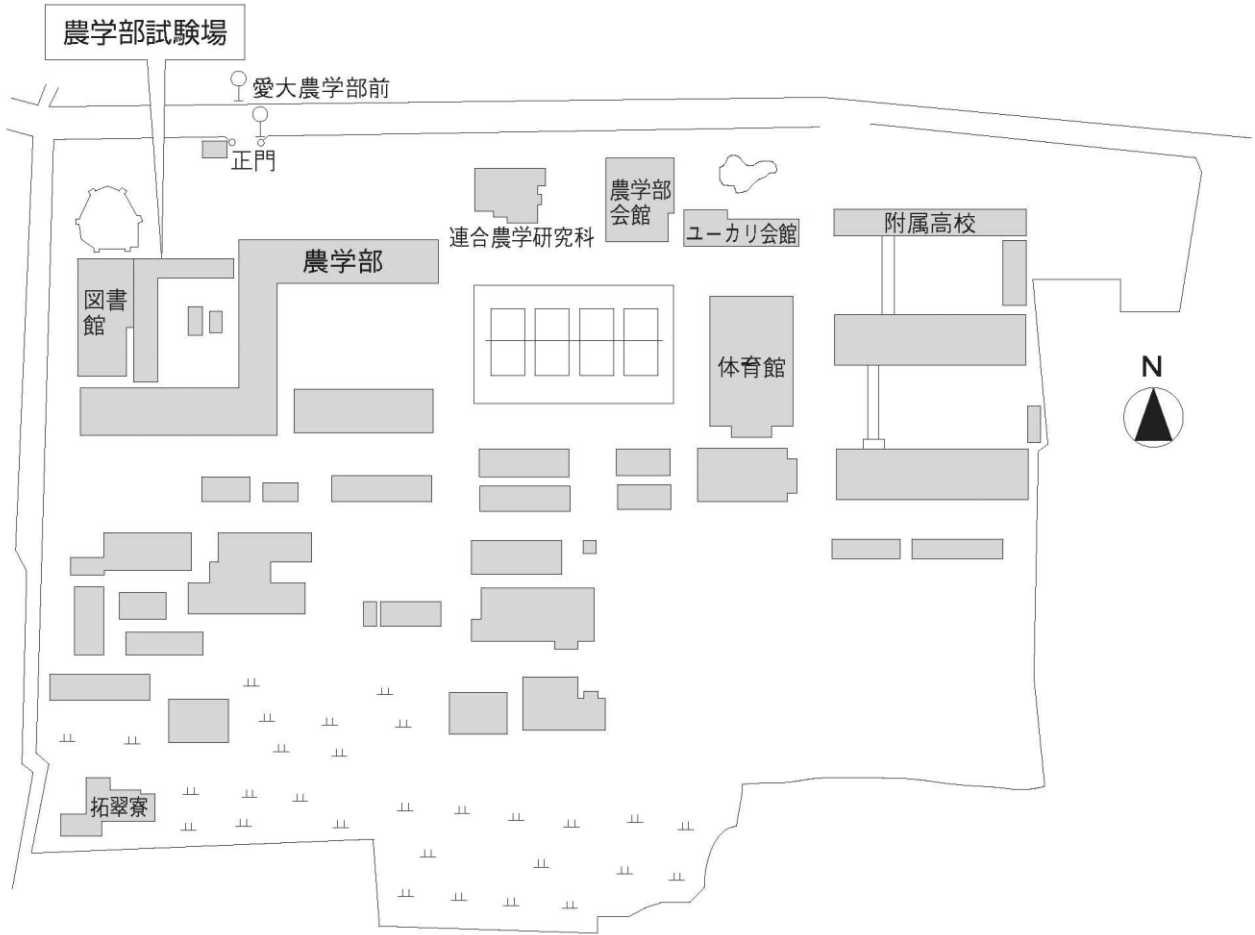 農学部試験場
愛大農学部前
正門
連合農学研究科
農学部
会館
ユーカリ会館
附属高校
農学部
図書
館
体育館
N
拓翠寮